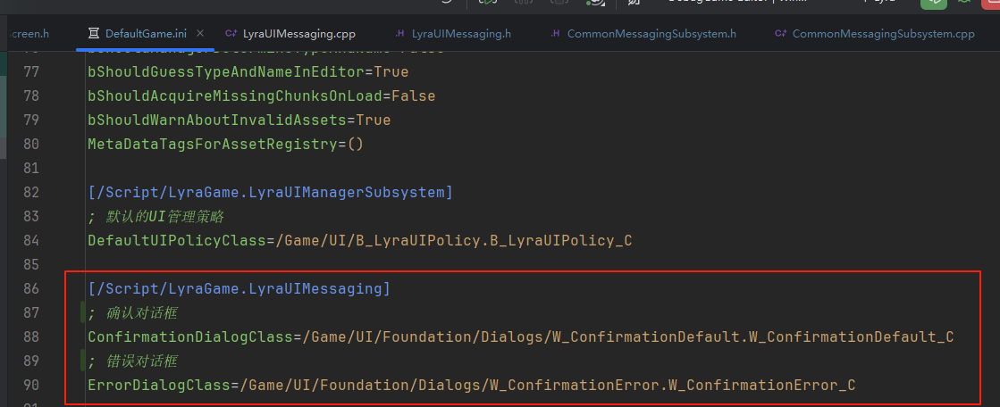 creen.h
DefaultGame.ini
LyraUIMessaging.cpp
LyraUIMessaging.h
CommonMessagingSubsystem.h
CommonMessagingSubsystem.cpp
77 bShouldGuessTypeAndNameInEditor=True
78 bShouldAcquireMissingChunksOnLoad=False
79 bShouldWarnAboutInvalidAssets=True
80 MetaDataTagsForAssetRegistry=()
81
82 [/Script/LyraGame.LyraUIManagerSubsystem]
83 ; 默认的UI管理策略
84 DefaultUIPolicyClass=/Game/UI/B_LyraUIPolicy.B_LyraUIPolicy_C
85
86 [/Script/LyraGame.LyraUIMessaging]
87 ; 确认对话框
88 ConfirmationDialogClass=/Game/UI/Foundation/Dialogs/W_ConfirmationDefault.W_ConfirmationDefault_C
89 ; 错误对话框
90 ErrorDialogClass=/Game/UI/Foundation/Dialogs/W_ConfirmationError.W_ConfirmationError_C